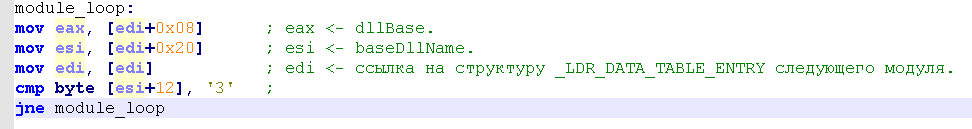 module_loop:
mov eax, [edi+0x08] ; eax <- dllBase.
mov esi, [edi+0x20] ; esi <- baseDllName.
mov edi, [edi] ; edi <- ссылка на структуру _LDR_DATA_TABLE_ENTRY следующего модуля.
cmp byte [esi+12], '3' ;
jne module_loop